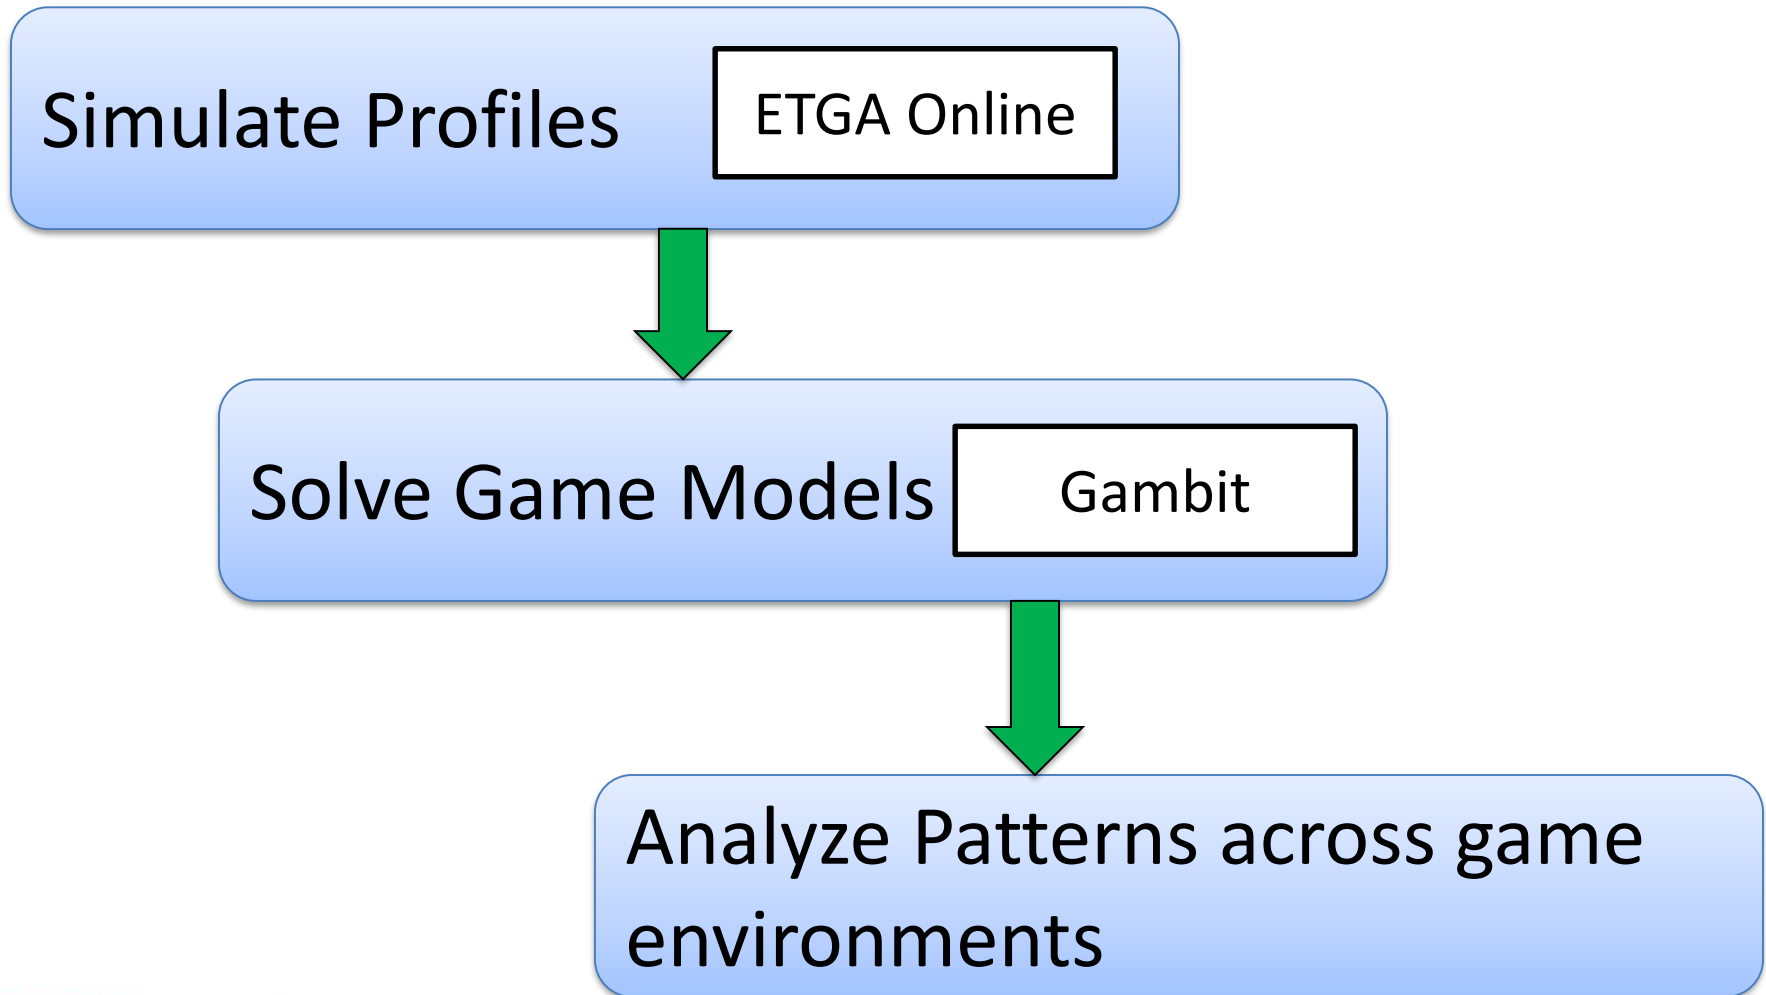 Simulate Profiles
ETGA Online
Solve Game Models
Gambit
Analyze Patterns across game
environments